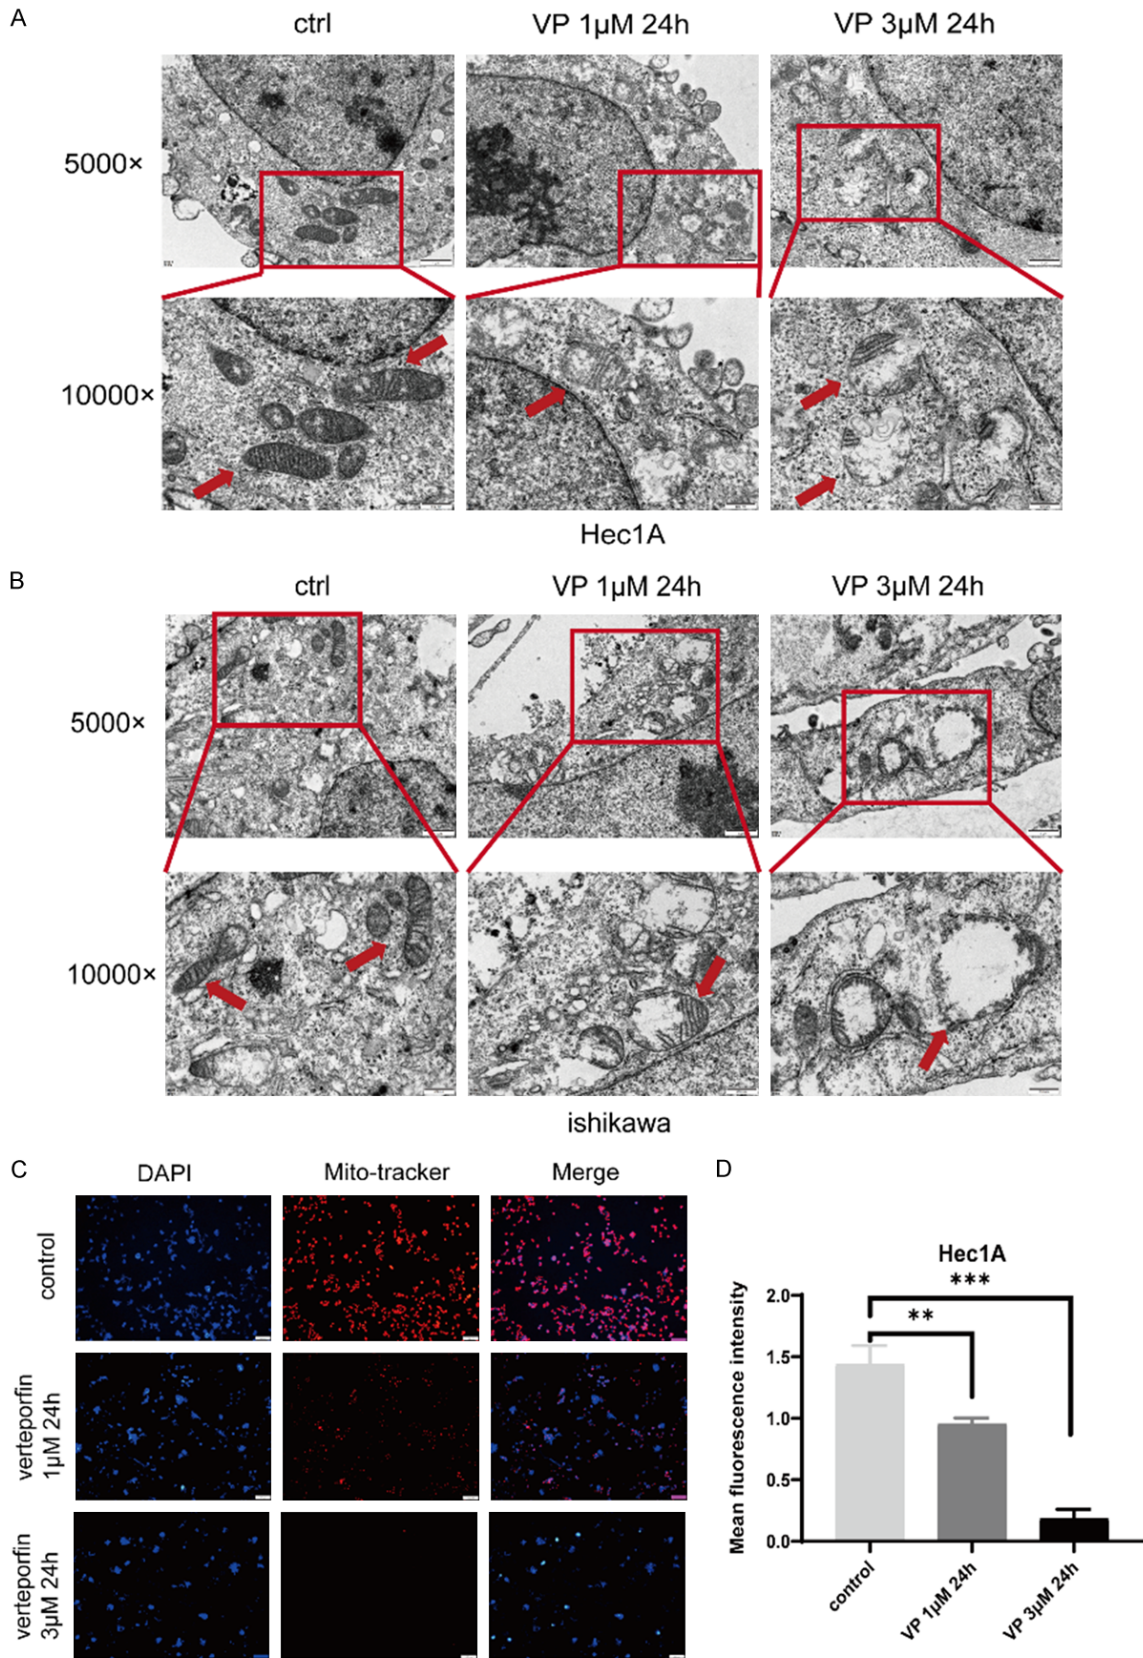 A
ctrl
VP 1μM 24h
VP 3μM 24h
5000×
10000×
Hec1A
B
ctrl
VP 1μM 24h
VP 3μM 24h
5000×
10000×
ishikawa
C
DAPI
Mito-tracker
Merge
control
verteporfin
1μM 24h
verteporfin
3μM 24h
D
Hec1A
***
**
Mean fluorescence intensity
2.0
1.5
1.0
0.5
0.0
control
VP 1μM 24h
VP 3μM 24h